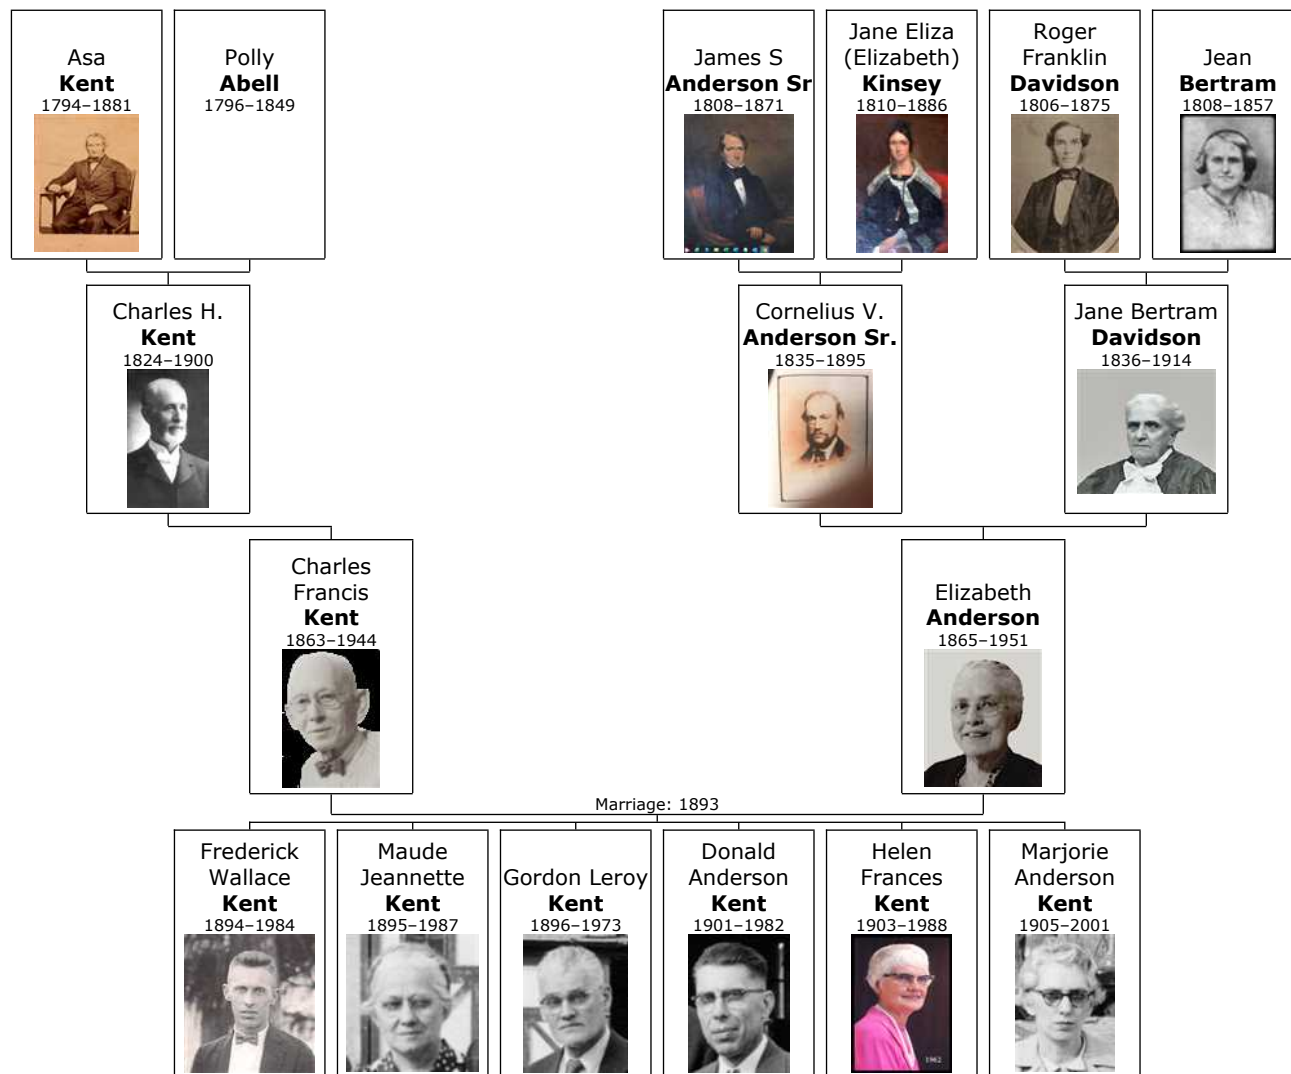 Asa
Kent
1794–1881
Polly
Abell
1796–1849
James S
Anderson Sr
1808–1871
Jane Eliza
(Elizabeth)
Kinsey
1810–1886
Roger
Franklin
Davidson
1806–1875
Jean
Bertram
1808–1857
Charles H.
Kent
1824–1900
Cornelius V.
Anderson Sr.
1835–1895
Jane Bertram
Davidson
1836–1914
Charles
Francis
Kent
1863–1944
Elizabeth
Anderson
1865–1951
Marriage: 1893
Frederick
Wallace
Kent
1894–1984
Maude
Jeannette
Kent
1895–1987
Gordon Leroy
Kent
1896–1973
Donald
Anderson
Kent
1901–1982
Helen
Frances
Kent
1903–1988
1962
Marjorie
Anderson
Kent
1905–2001